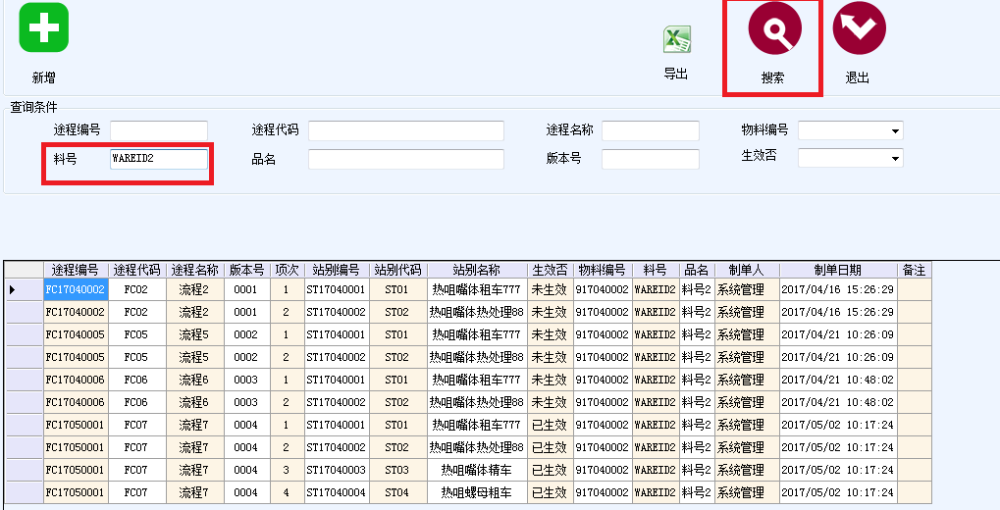 新增 导出 搜索 退出
查询条件
途程编号 途程代码 途程名称 物料编号
料号 WAREID2 品名 版本号 生效否
途程编号 途程代码 途程名称 版本号 项次 站别编号 站别代码 站别名称 生效否 物料编号 料号 品名 制单人 制单日期 备注
FC17040002 FC02 流程2 0001 1 ST17040001 ST01 热咀嘴体租车777 未生效 917040002 WAREID2 料号2 系统管理 2017/04/16 15:26:29
FC17040002 FC02 流程2 0001 2 ST17040002 ST02 热咀嘴体热处理88 未生效 917040002 WAREID2 料号2 系统管理 2017/04/16 15:26:29
FC17040005 FC05 流程5 0002 1 ST17040001 ST01 热咀嘴体租车777 未生效 917040002 WAREID2 料号2 系统管理 2017/04/21 10:26:09
FC17040005 FC05 流程5 0002 2 ST17040002 ST02 热咀嘴体热处理88 未生效 917040002 WAREID2 料号2 系统管理 2017/04/21 10:26:09
FC17040006 FC06 流程6 0003 1 ST17040001 ST01 热咀嘴体租车777 未生效 917040002 WAREID2 料号2 系统管理 2017/04/21 10:48:02
FC17040006 FC06 流程6 0003 2 ST17040002 ST02 热咀嘴体热处理88 未生效 917040002 WAREID2 料号2 系统管理 2017/04/21 10:48:02
FC17050001 FC07 流程7 0004 1 ST17040001 ST01 热咀嘴体租车777 已生效 917040002 WAREID2 料号2 系统管理 2017/05/02 10:17:24
FC17050001 FC07 流程7 0004 2 ST17040002 ST02 热咀嘴体热处理88 已生效 917040002 WAREID2 料号2 系统管理 2017/05/02 10:17:24
FC17050001 FC07 流程7 0004 3 ST17040003 ST03 热咀嘴体精车 已生效 917040002 WAREID2 料号2 系统管理 2017/05/02 10:17:24
FC17050001 FC07 流程7 0004 4 ST17040004 ST04 热咀螺母粗车 已生效 917040002 WAREID2 料号2 系统管理 2017/05/02 10:17:24